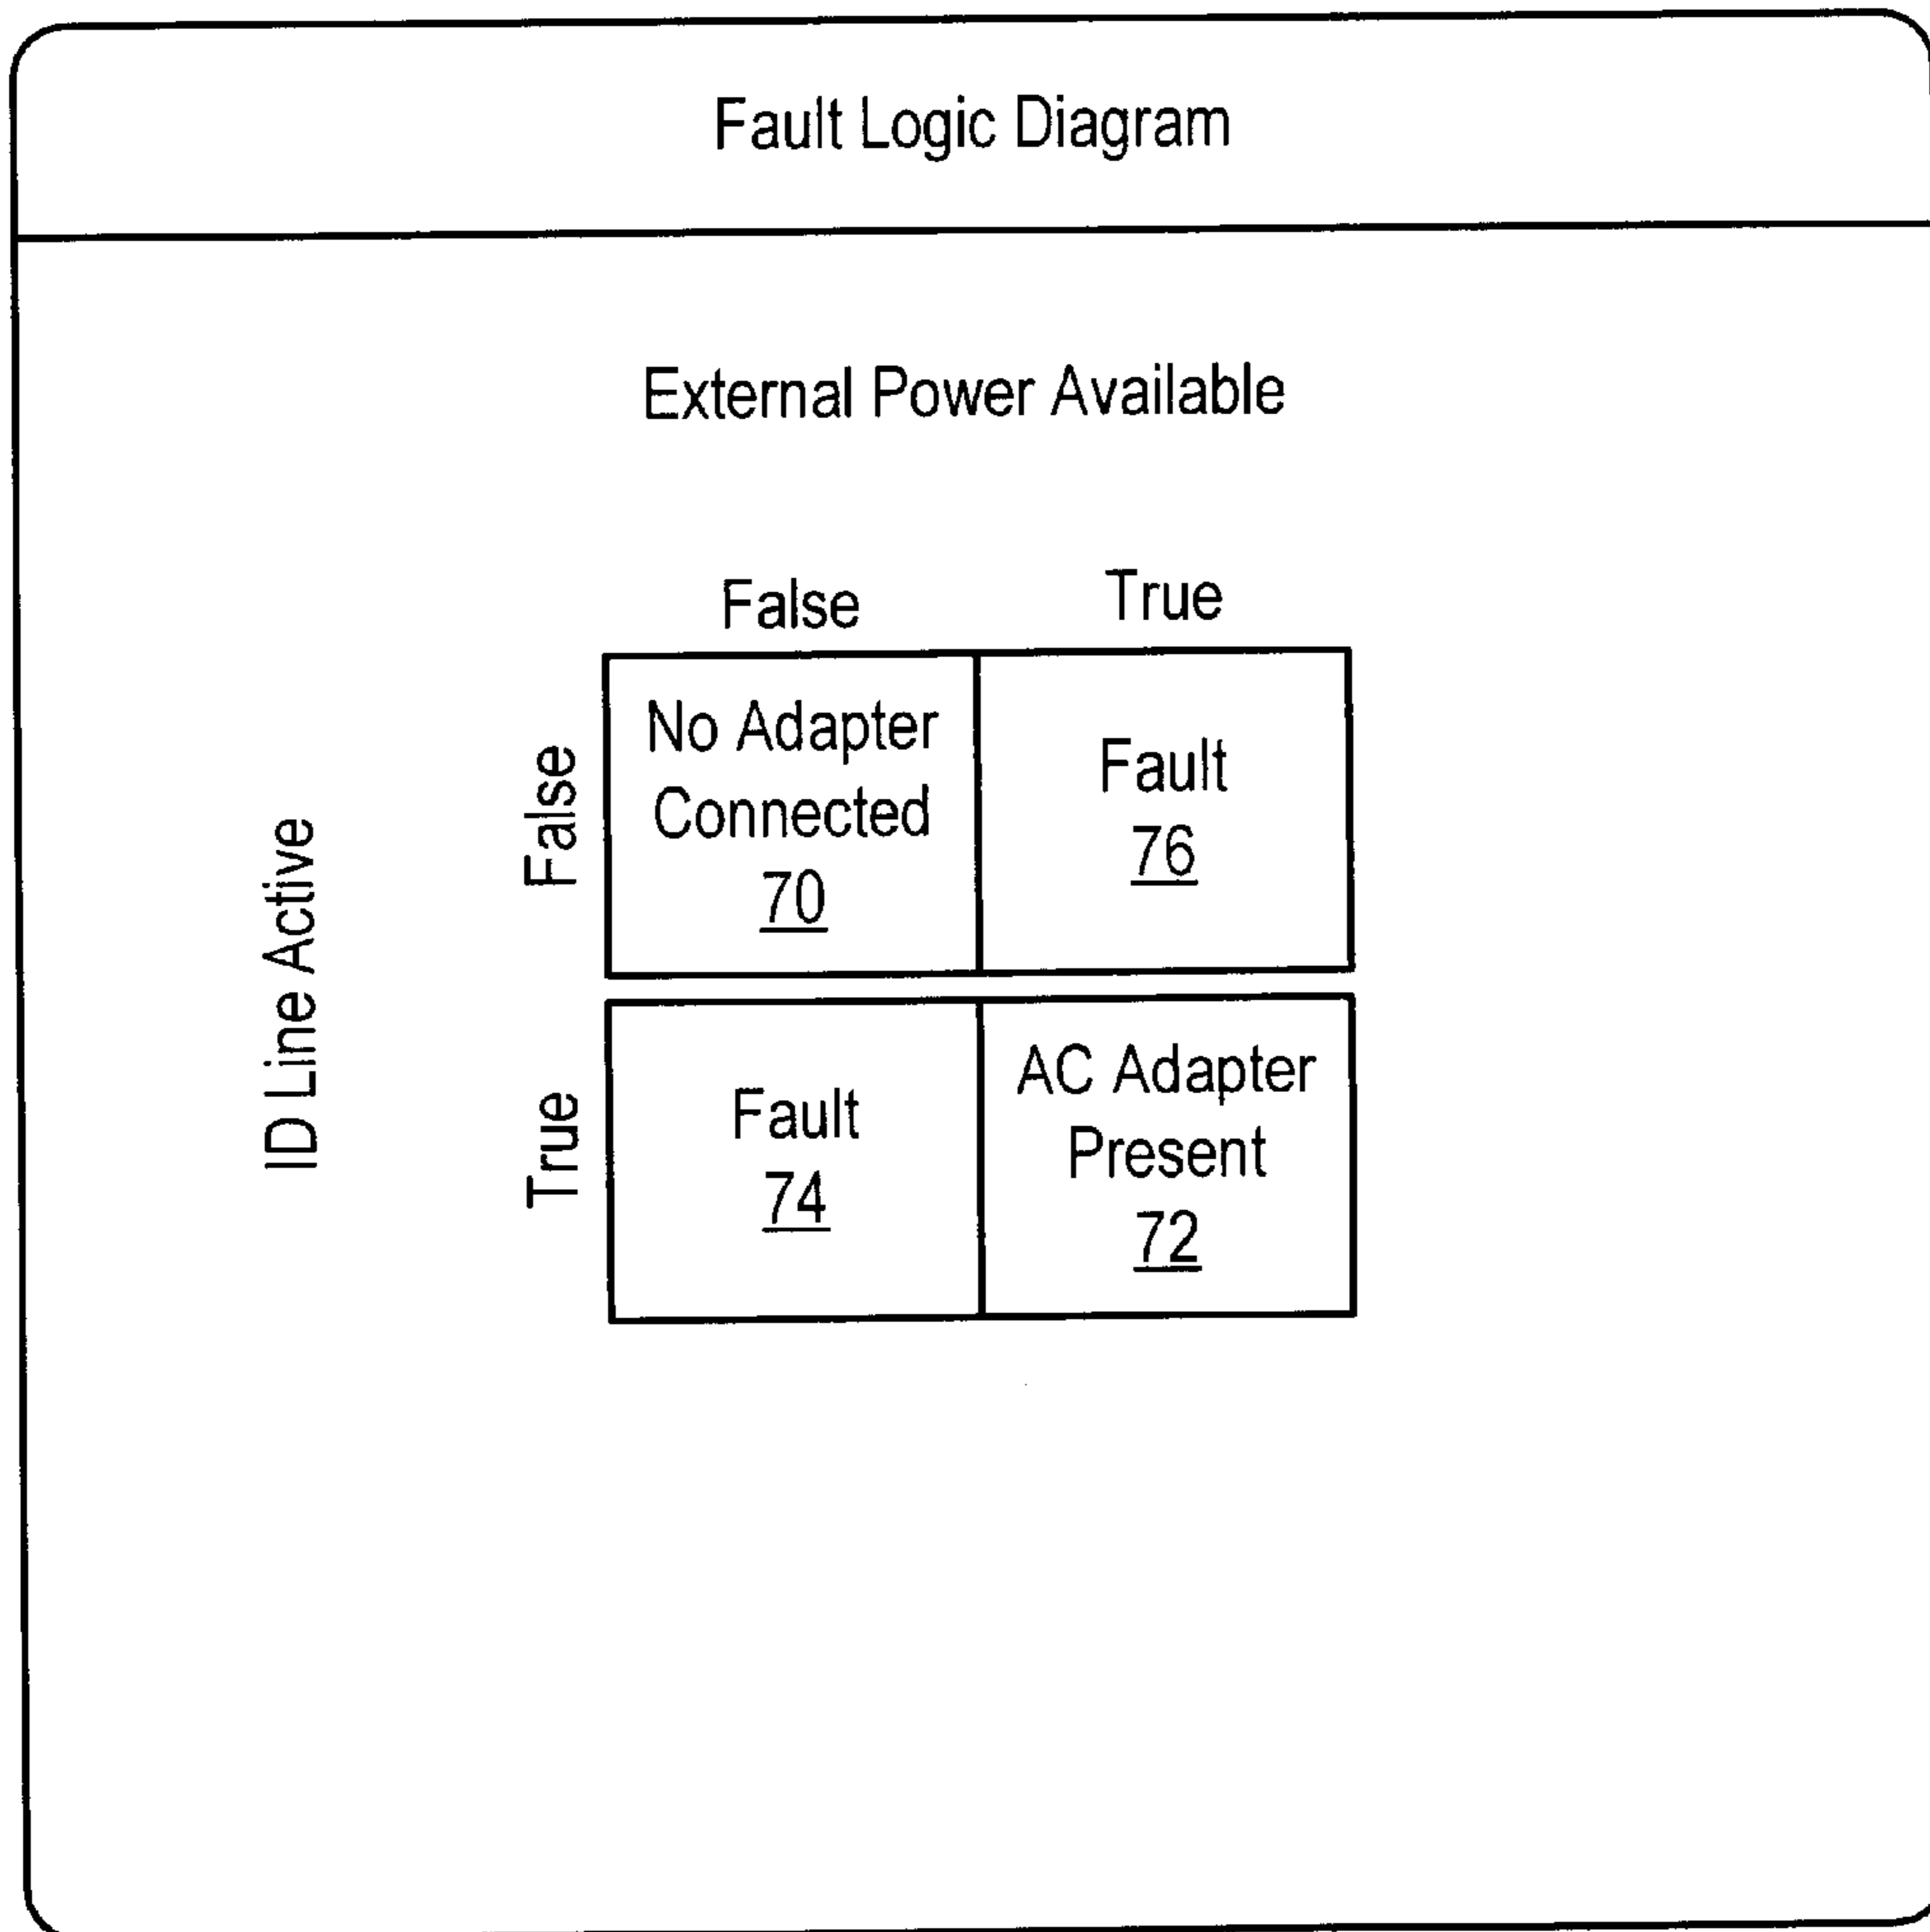 Fault Logic Diagram
External Power Available
False
True
ID Line Active
False
No Adapter
Connected
70
Fault
76
True
Fault
74
AC Adapter
Present
72